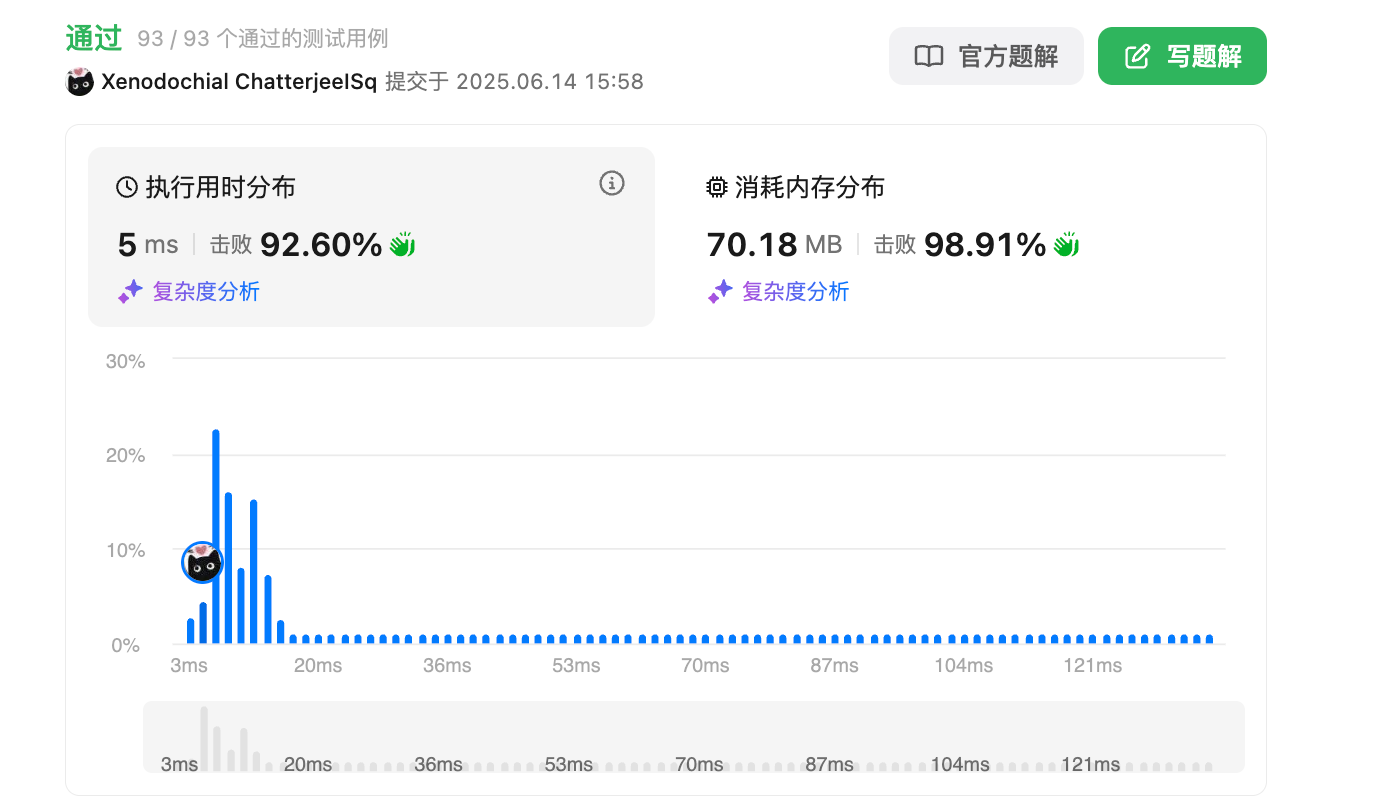 通过 93 / 93 个通过的测试用例
官方题解
写题解
Xenodochial ChatterjeeISq 提交于 2025.06.14 15:58
执行用时分布
5 ms 击败 92.60%
复杂度分析
消耗内存分布
70.18 MB 击败 98.91%
复杂度分析
30%
20%
10%
0%
3ms 20ms 36ms 53ms 70ms 87ms 104ms 121ms
3ms 20ms 36ms 53ms 70ms 87ms 104ms 121ms